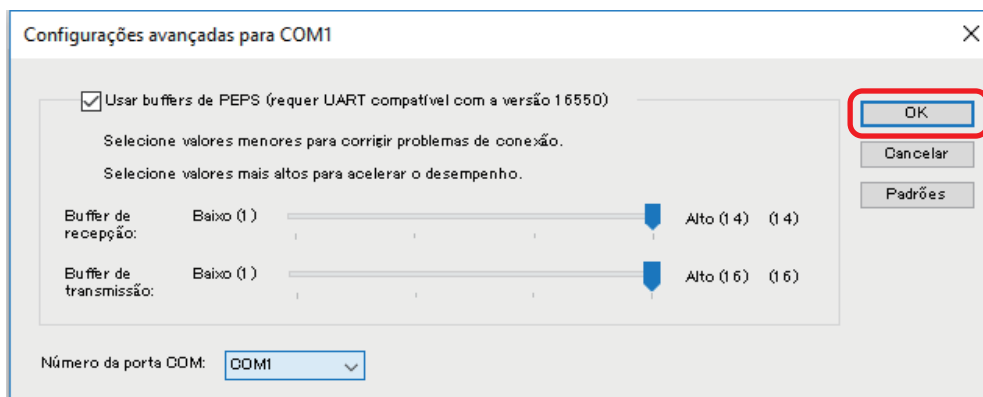 Configurações avançadas para COM1
Usar buffers de PEPS (requer UART compatível com a versão 16550)
Selecione valores menores para corrigir problemas de conexão.
Selecione valores mais altos para acelerar o desempenho.
Buffer de recepção:
Baixo (1)
Alto (14)
(14)
Buffer de transmissão:
Baixo (1)
Alto (16)
(16)
Número da porta COM:
COM1
OK
Cancelar
Padrões